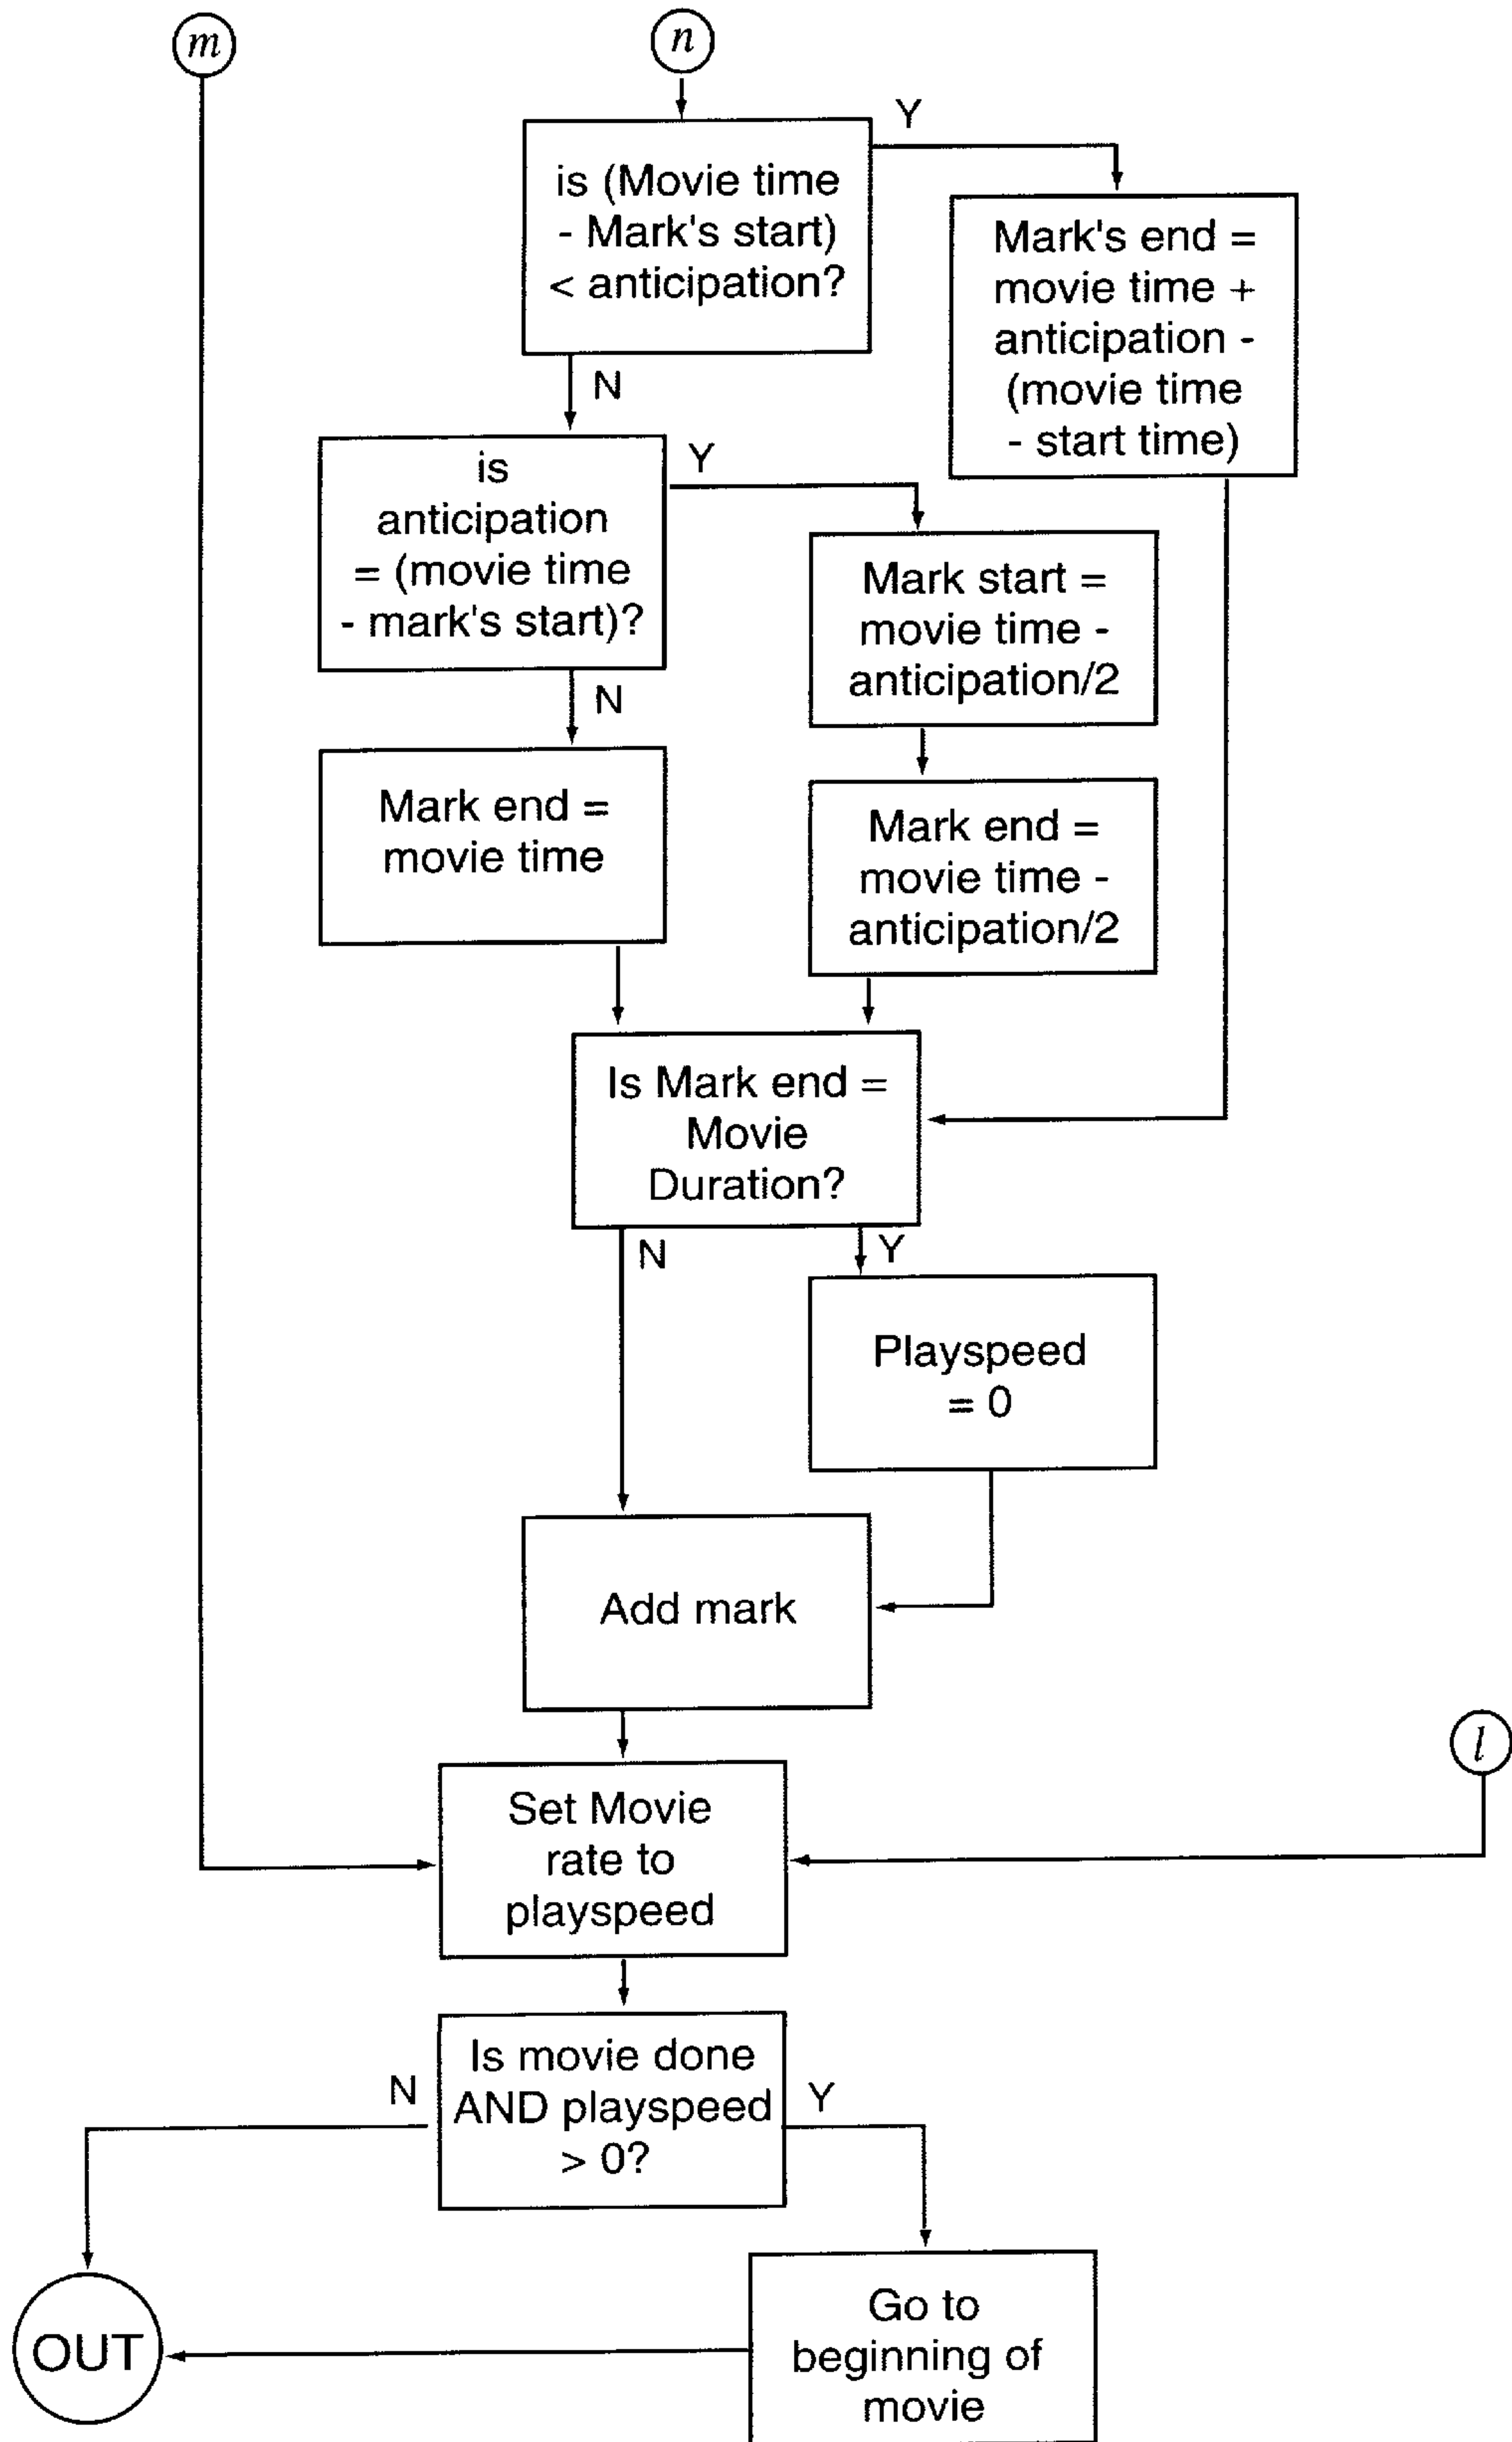 m
n
Y
is (Movie time
- Mark's start)
< anticipation?
Mark's end =
movie time +
anticipation -
(movie time
- start time)
N
is
anticipation
= (movie time
- mark's start)?
Y
Mark start =
movie time -
anticipation/2
N
Mark end =
movie time
Mark end =
movie time -
anticipation/2
Is Mark end =
Movie
Duration?
N
Y
Playspeed
= 0
Add mark
l
Set Movie
rate to
playspeed
Is movie done
AND playspeed
> 0?
N
Y
OUT
Go to
beginning of
movie